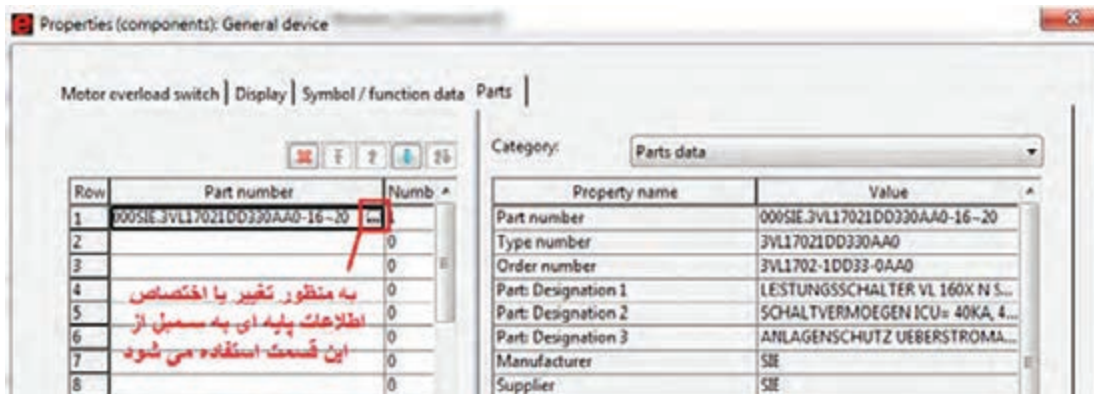 Properties (components): General device
Motor overload switch | Display | Symbol / function data | Parts
Category: Parts data
Row Part number Numb
Property name Value
1 000SIE.3VL17021DD330AA0-16~20 ...
2 0
3 0
4 0
5 0
6 0
7 0
8 0
به منظور تغییر یا اختصاص
اطلاعات پایه ای به سمبل از
این قسمت استفاده می شود
Part number 000SIE.3VL17021DD330AA0-16~20
Type number 3VL17021DD330AA0
Order number 3VL1702-1DD33-0AA0
Part: Designation 1 LEISTUNGSSCHALTER VL 160X N S...
Part: Designation 2 SCHALTVERMOEGEN ICU= 40KA, 4...
Part: Designation 3 ANLAGENSCHUTZ UEBERSTROMA...
Manufacturer SIE
Supplier SIE